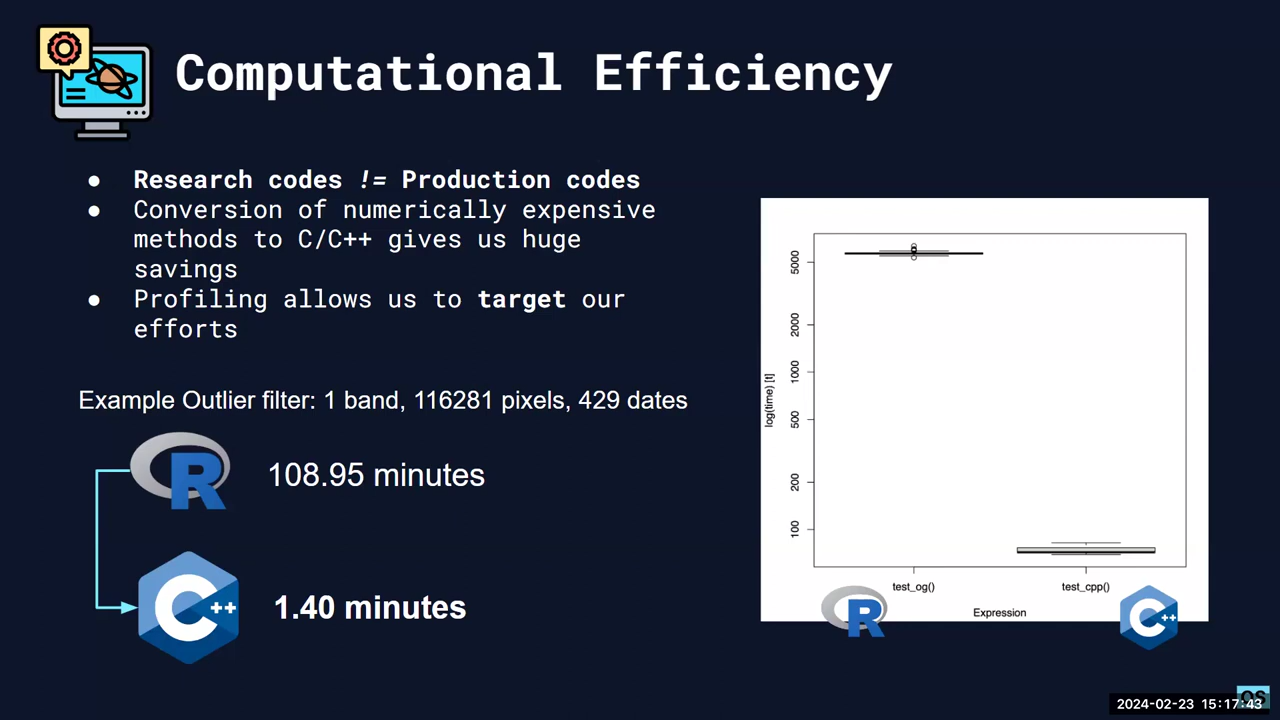 Computational Efficiency
● Research codes != Production codes
● Conversion of numerically expensive
methods to C/C++ gives us huge
savings
● Profiling allows us to target our
efforts
Example Outlier filter: 1 band, 116281 pixels, 429 dates
R
108.95 minutes
C++
1.40 minutes
log(time) [t]
5000
2000
1000
500
200
100
test_og()
test_cpp()
Expression
R
C++
2024-02-23 15:17:43